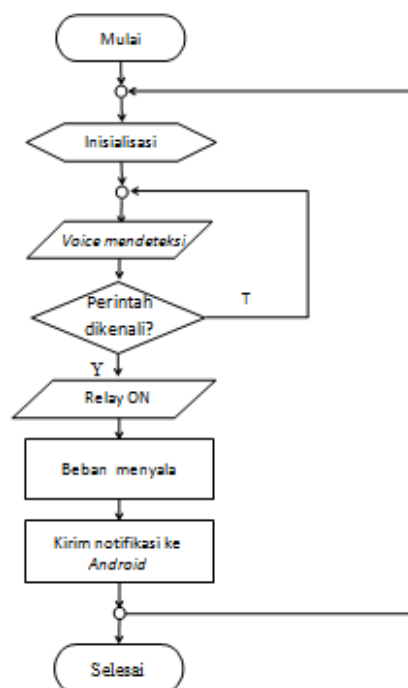 Mulai
Inisialisasi
Voice mendeteksi
Perintah
dikenali?
T
Y
Relay ON
Beban menyala
Kirim notifikasi ke
Android
Selesai